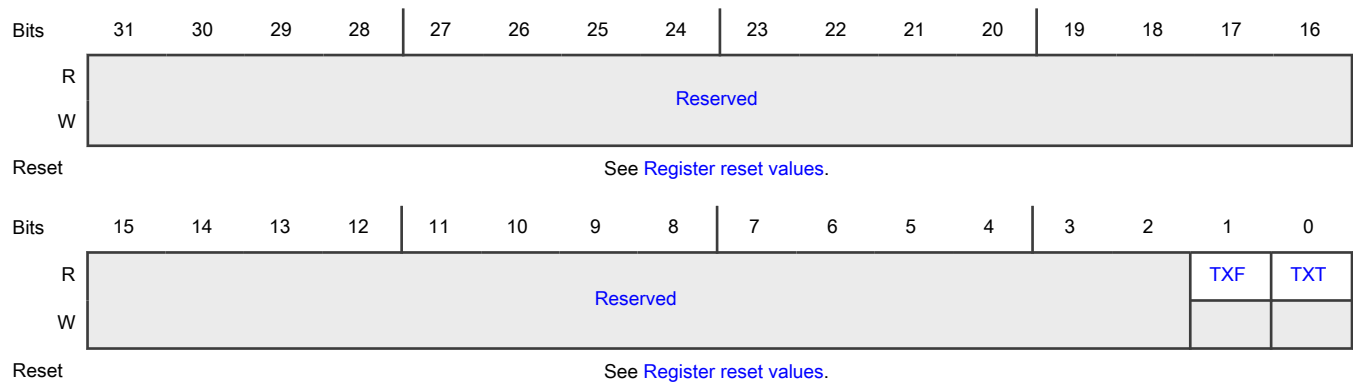 Bits 31 30 29 28 27 26 25 24 23 22 21 20 19 18 17 16
R
Reserved
W
Reset See Register reset values.
Bits 15 14 13 12 11 10 9 8 7 6 5 4 3 2 1 0
R TXF TXT
Reserved
W
Reset See Register reset values.